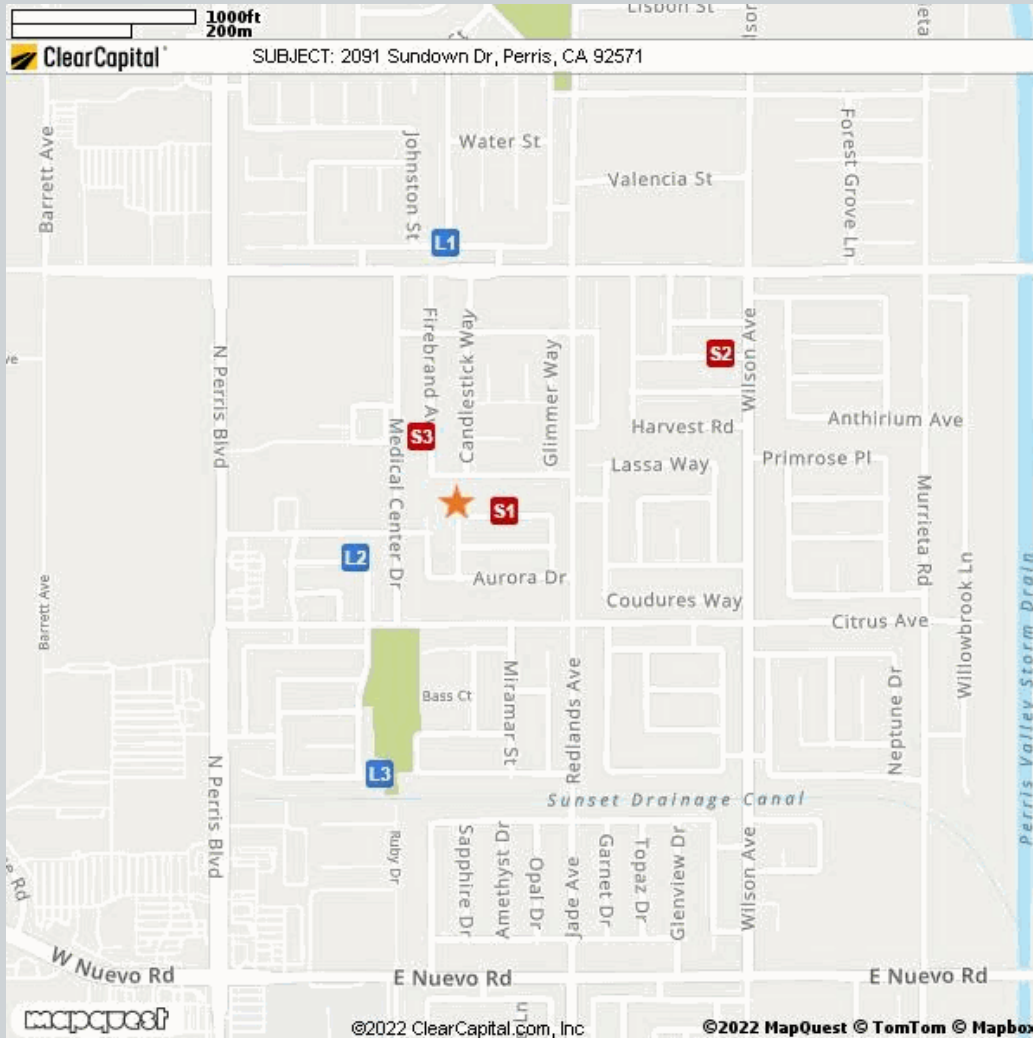 1000ft
200m
Lisbon St
ClearCapital
SUBJECT: 2091 Sundown Dr, Perris, CA 92571
Barrett Ave
Johnston St
Water St
Forest Grove Ln
Valencia St
L1
N Perris Blvd
Firebrand Av
Candlestick Way
Glimmer Way
S2
Wilson Ave
S3
Harvest Rd
Anthirium Ave
Medical Center Dr
Lassa Way
Primrose Pl
Murrieta Rd
S1
L2
Aurora Dr
Willowbrook Ln
Perris Valley Storm Drain
Barrett Ave
Coudures Way
Citrus Ave
Bass Ct
Miramar St
Redlands Ave
Neptune Dr
N Perris Blvd
L3
Sunset Drainage Canal
Ruby Dr
Sapphire Dr
Amethyst Dr
Opal Dr
Jade Ave
Garnet Dr
Topaz Dr
Glenview Dr
Wilson Ave
W Nuevo Rd
E Nuevo Rd
E Nuevo Rd
mapquest
©2022 ClearCapital.com, Inc
©2022 MapQuest © TomTom © Mapbox